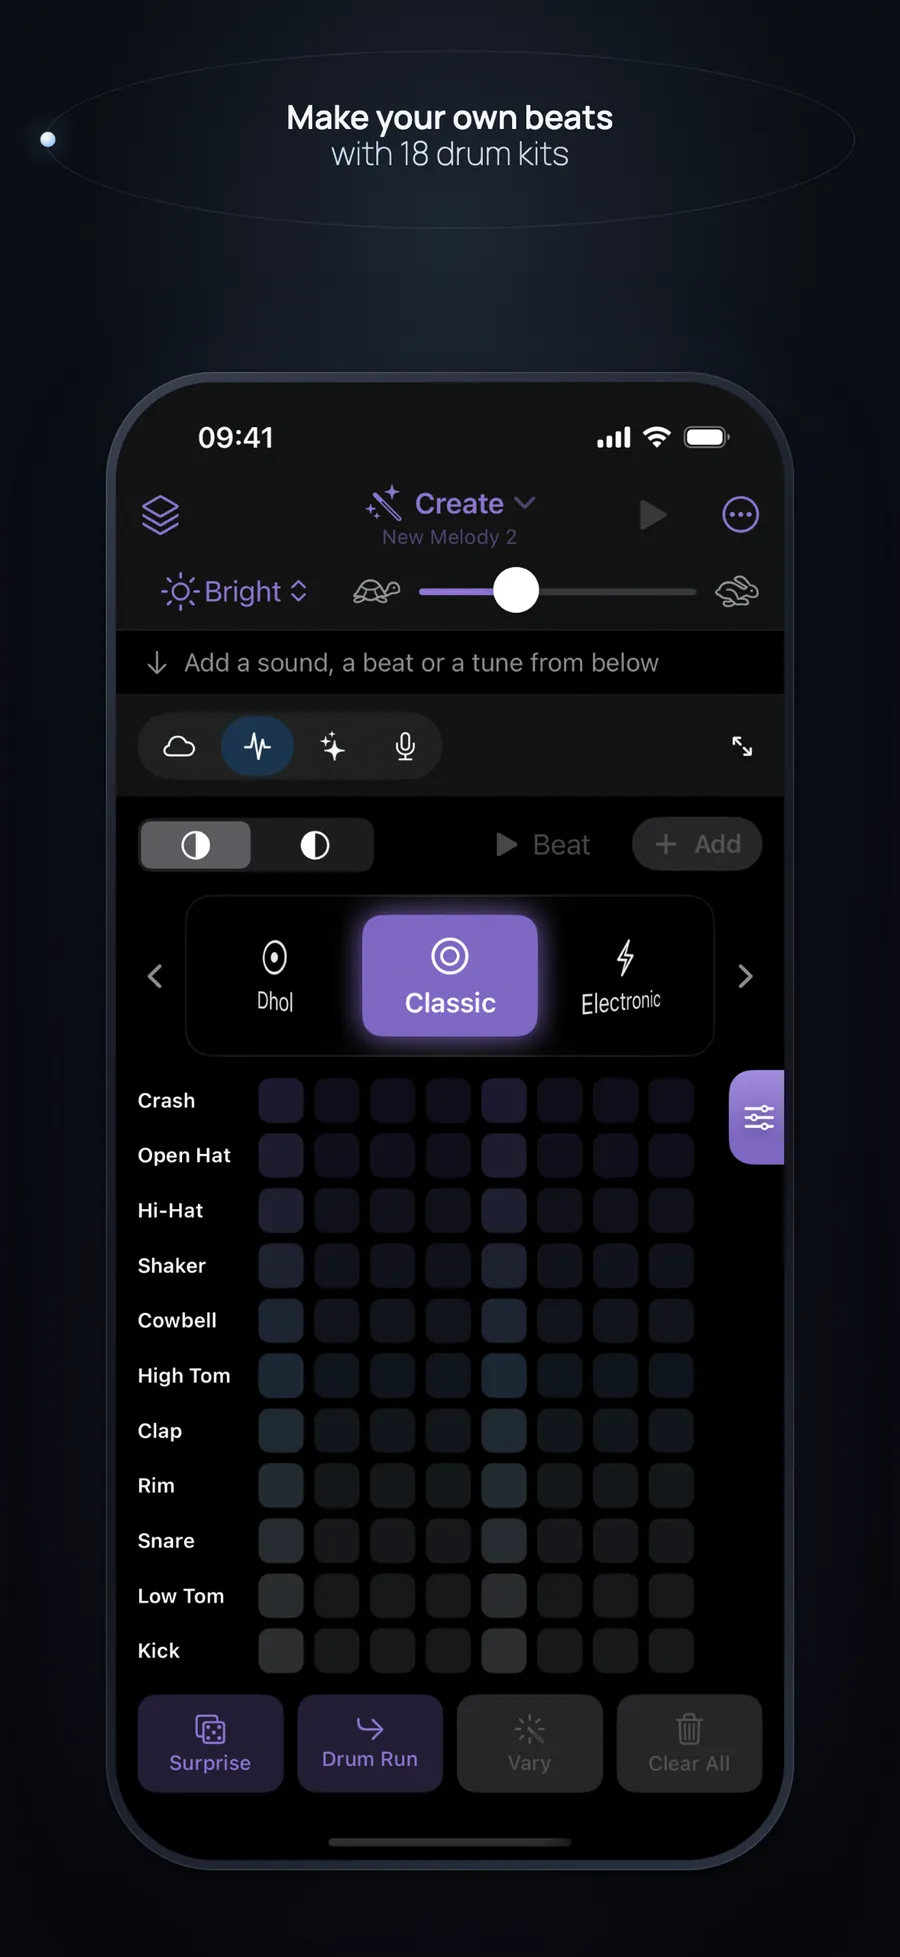 Make your own beats
with 18 drum kits
09:41
Create
New Melody 2
Bright
Add a sound, a beat or a tune from below
Beat
Add
Dhol
Classic
Electronic
Crash
Open Hat
Hi-Hat
Shaker
Cowbell
High Tom
Clap
Rim
Snare
Low Tom
Kick
Surprise
Drum Run
Vary
Clear All